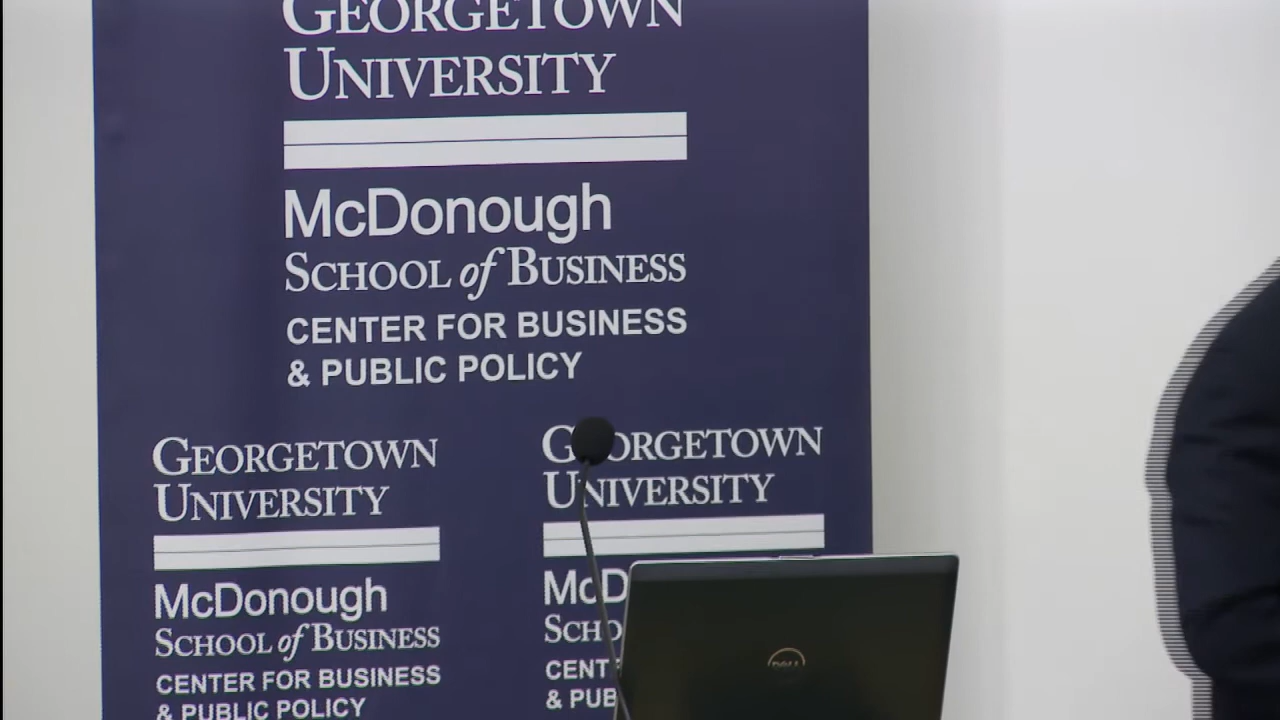 GEORGETOWN
UNIVERSITY
McDonough
SCHOOL of BUSINESS
CENTER FOR BUSINESS
& PUBLIC POLICY
GEORGETOWN
UNIVERSITY
McDonough
SCHOOL of BUSINESS
CENTER FOR BUSINESS
& PUBLIC POLICY
GEORGETOWN
UNIVERSITY
McD
SCHO
CENT
& PUB
DELL